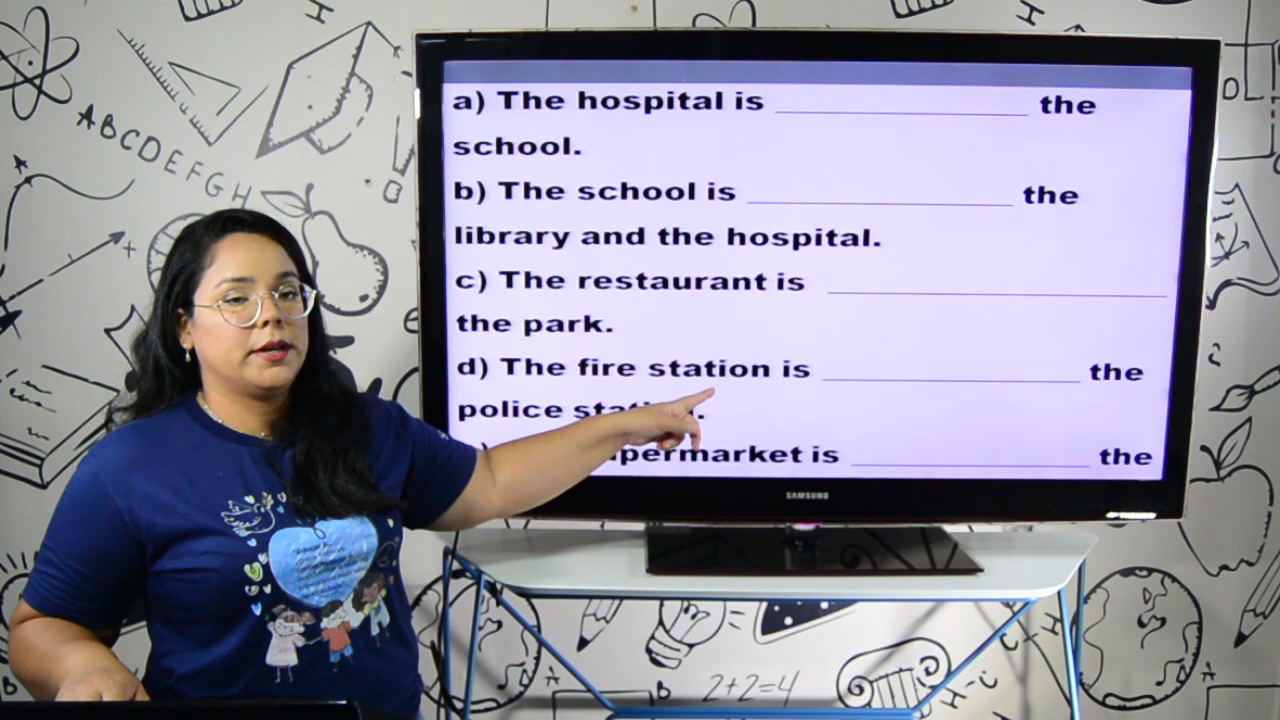 a) The hospital is ____________ the
school.
b) The school is ____________ the
library and the hospital.
c) The restaurant is ____________
the park.
d) The fire station is ____________ the
police station.
is ____________ the
SAMSUNG
ABCDEFGH
2+2=4